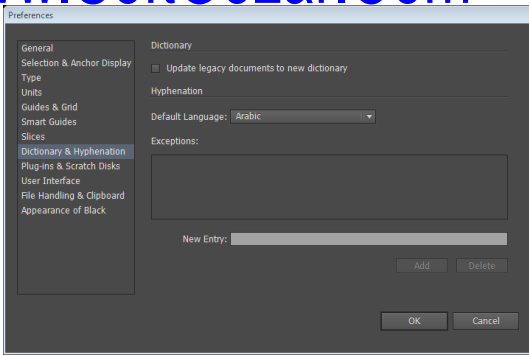 Preferences
General
Selection & Anchor Display
Type
Units
Guides & Grid
Smart Guides
Slices
Dictionary & Hyphenation
Plug-ins & Scratch Disks
User Interface
File Handling & Clipboard
Appearance of Black
Dictionary
Update legacy documents to new dictionary
Hyphenation
Default Language: Arabic
Exceptions:
New Entry:
Add Delete
OK Cancel